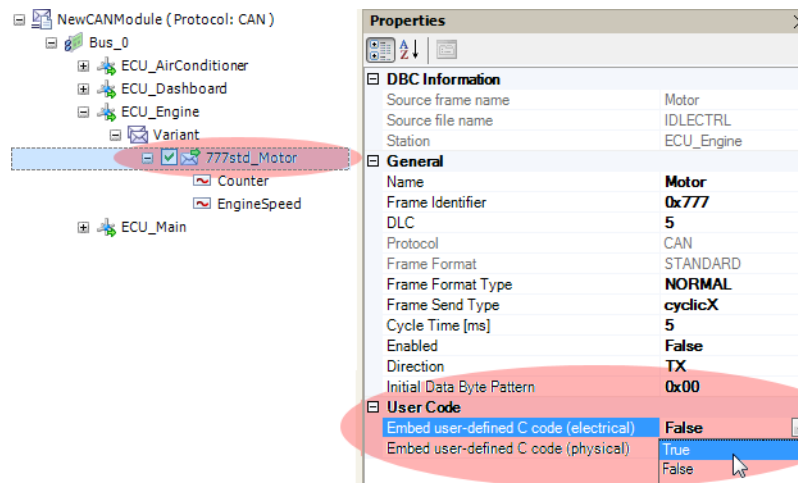 NewCANModule (Protocol: CAN )
Bus_0
ECU_AirConditioner
ECU_Dashboard
ECU_Engine
Variant
777std_Motor
Counter
EngineSpeed
ECU_Main
Properties
DBC Information
Source frame name Motor
Source file name IDLECTRL
Station ECU_Engine
General
Name Motor
Frame Identifier 0x777
DLC 5
Protocol CAN
Frame Format STANDARD
Frame Format Type NORMAL
Frame Send Type cyclicX
Cycle Time [ms] 5
Enabled False
Direction TX
Initial Data Byte Pattern 0x00
User Code
Embed user-defined C code (electrical) False
Embed user-defined C code (physical) True
False